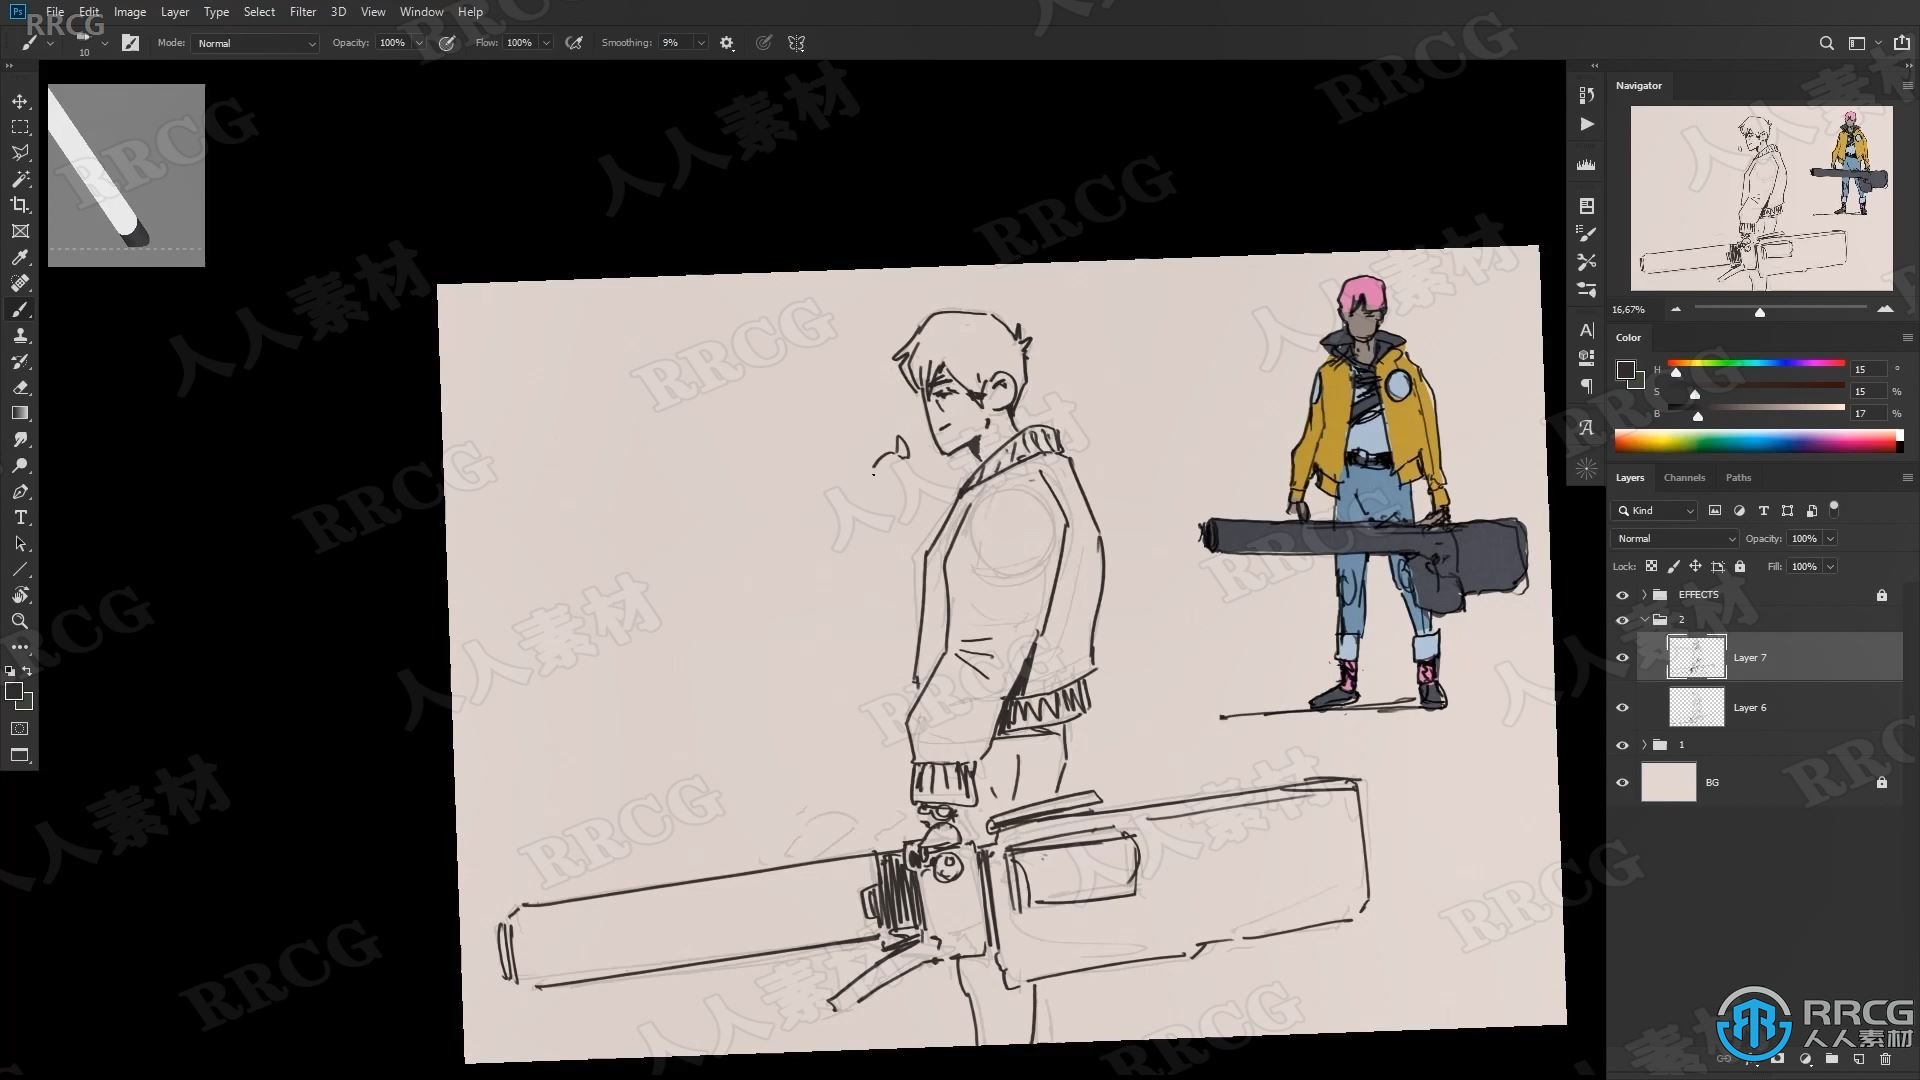 File Edit Image Layer Type Select Filter 3D View Window Help
RRCG
10 Mode: Normal Opacity: 100% Flow: 100% Smoothing: 9%
Navigator
16,67%
Color
H 15 °
S 15 %
B 17 %
Layers Channels Paths
Kind
Normal Opacity: 100%
Lock: Fill: 100%
EFFECTS
2
Layer 7
Layer 6
1
BG
RRCG
人人素材